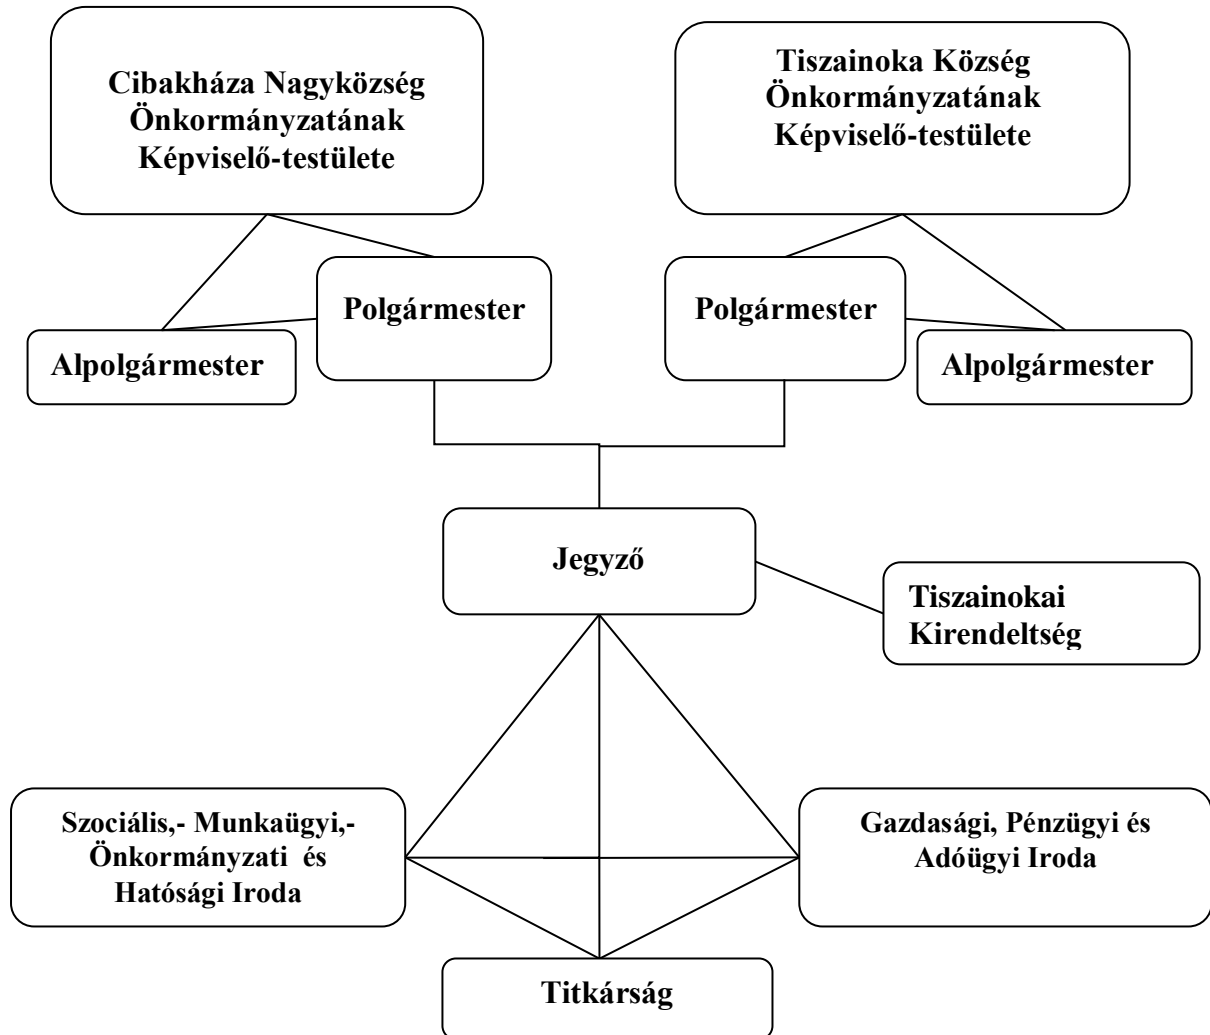 Cibakháza Nagyközség
Önkormányzatának
Képviselő-testülete
Tiszainoka Község
Önkormányzatának
Képviselő-testülete
Polgármester
Alpolgármester
Polgármester
Alpolgármester
Jegyző
Tiszainokai
Kirendeltség
Szociális,- Munkaügyi,-
Önkormányzati és
Hatósági Iroda
Gazdasági, Pénzügyi és
Adóügyi Iroda
Titkárság